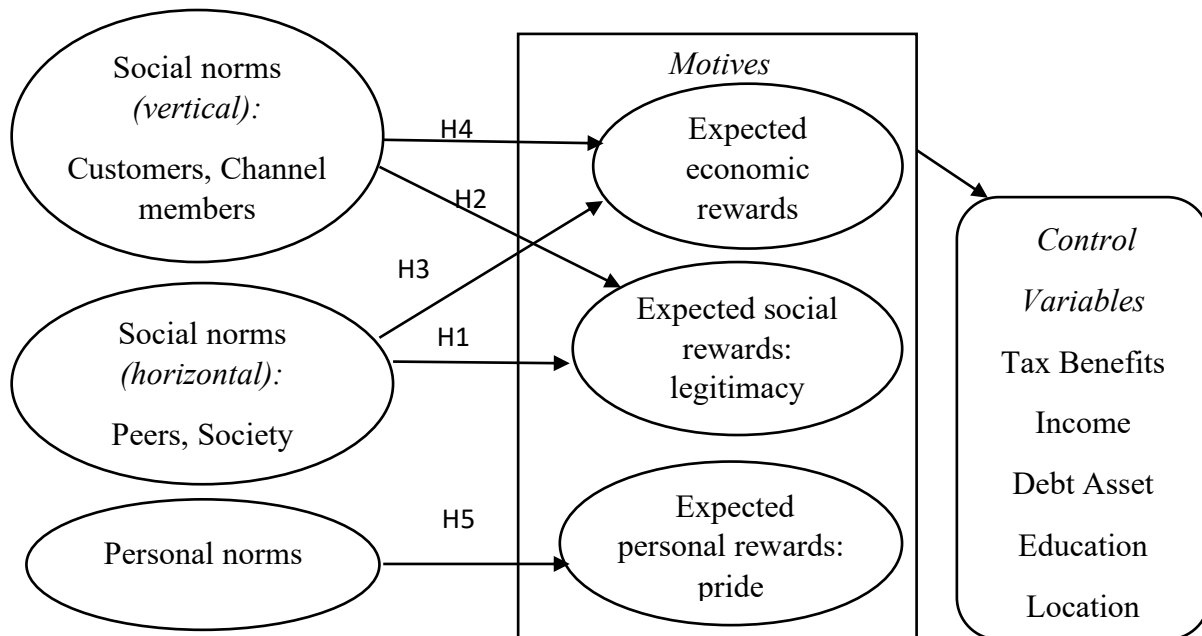 Social norms
(vertical):
Customers, Channel
members
Social norms
(horizontal):
Peers, Society
Personal norms
H4
H2
H3
H1
H5
Motives
Expected
economic
rewards
Expected social
rewards:
legitimacy
Expected
personal rewards:
pride
Control
Variables
Tax Benefits
Income
Debt Asset
Education
Location